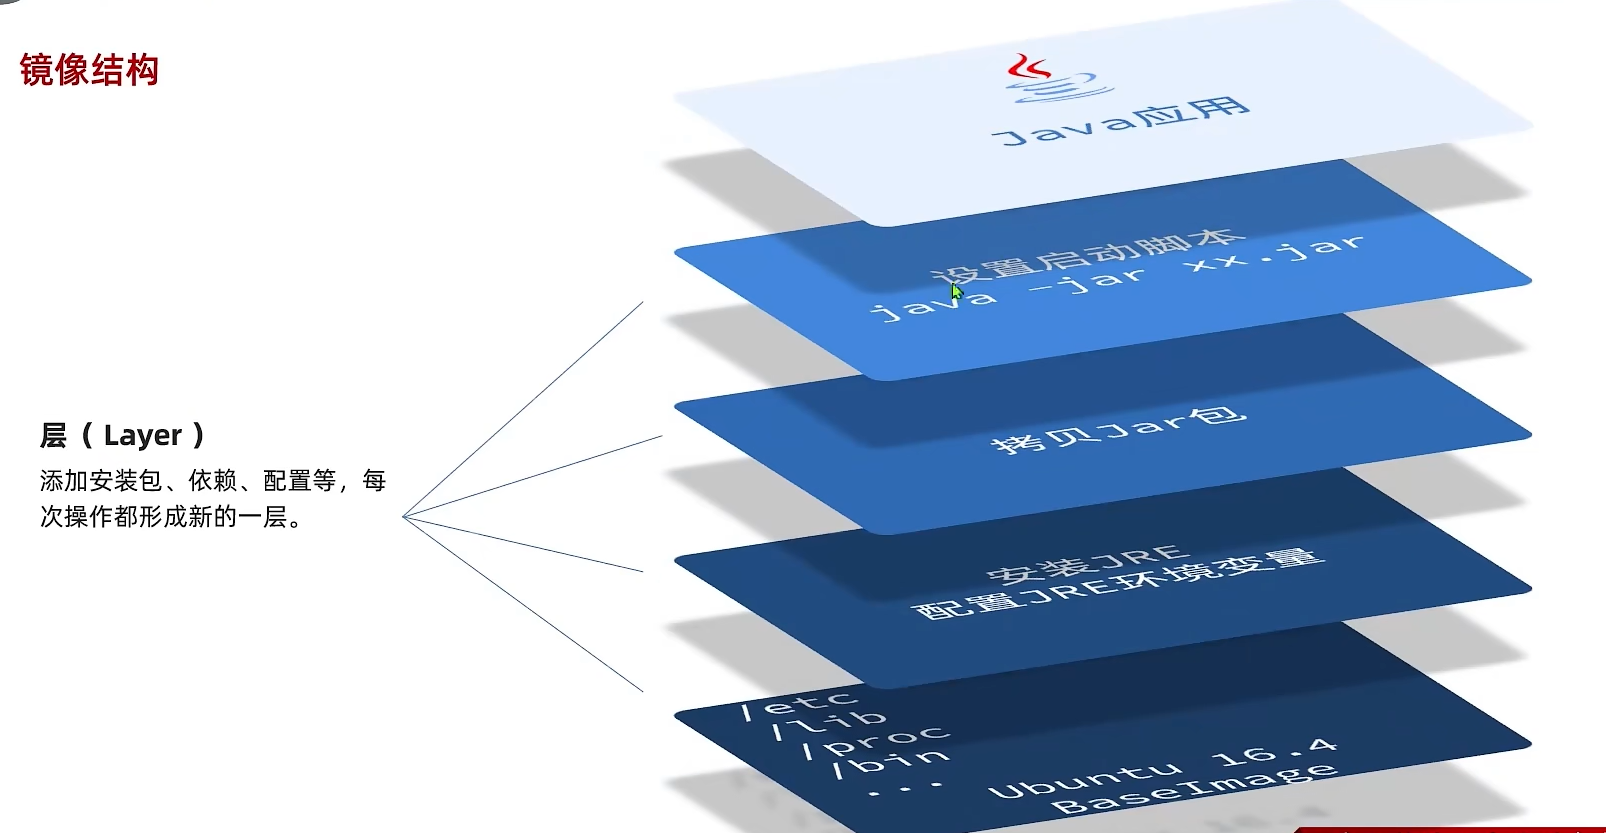 镜像结构
Java应用
设置启动脚本
java -jar xx.jar
拷贝Jar包
层（Layer）
添加安装包、依赖、配置等，每
次操作都形成新的一层。
安装JRE
配置JRE环境变量
/etc
/lib
/proc
/bin
...
Ubuntu 16.4
BaseImage